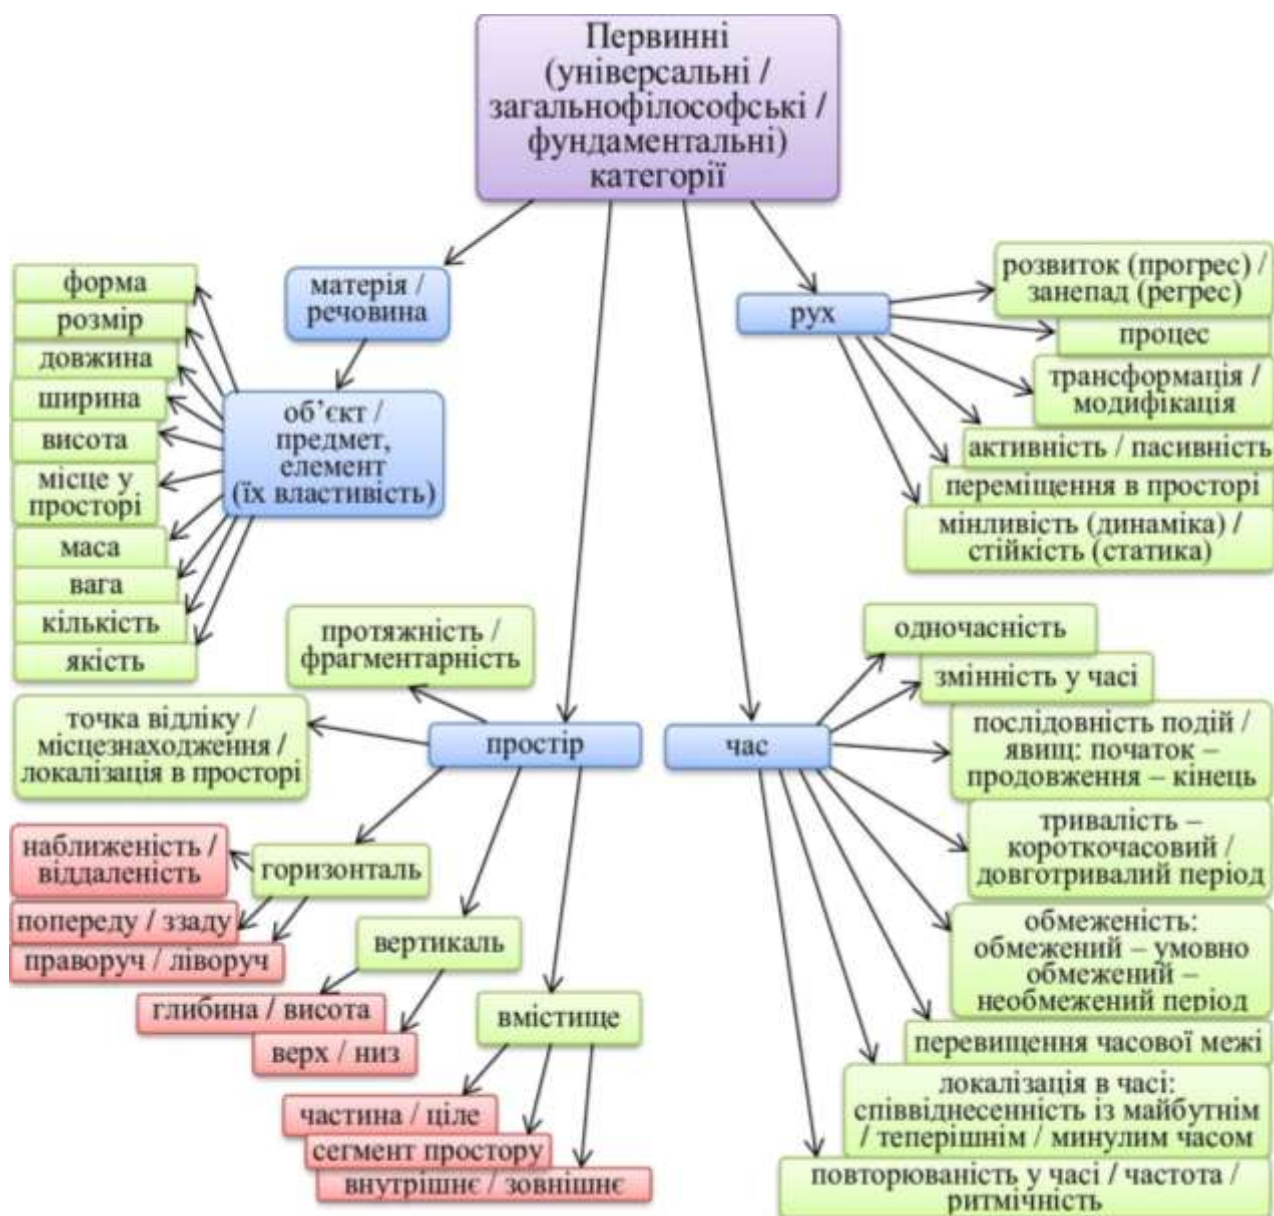 Первинні
(універсальні /
загальнофілософські /
фундаментальні)
категорії
матерія /
речовина
об’єкт /
предмет,
елемент
(їх властивість)
форма
розмір
довжина
ширина
висота
місце у
просторі
маса
вага
кількість
якість
рух
розвиток (прогрес) /
занепад (регрес)
процес
трансформація /
модифікація
активність / пасивність
переміщення в просторі
мінливість (динаміка) /
стійкість (статика)
простір
протяжність /
фрагментарність
точка відліку /
місцезнаходження /
локалізація в просторі
горизонталь
наближеність /
віддаленість
попереду / ззаду
праворуч / ліворуч
вертикаль
глибина / висота
верх / низ
вмістище
частина / ціле
сегмент простору
внутрішнє / зовнішнє
час
одночасність
змінність у часі
послідовність подій /
явищ: початок –
продовження – кінець
тривалість –
короткочасовий /
довготривалий період
обмеженість:
обмежений – умовно
обмежений –
необмежений період
перевищення часової межі
локалізація в часі:
співвіднесенність із майбутнім
/ теперішнім / минулим часом
повторюваність у часі / частота /
ритмічність